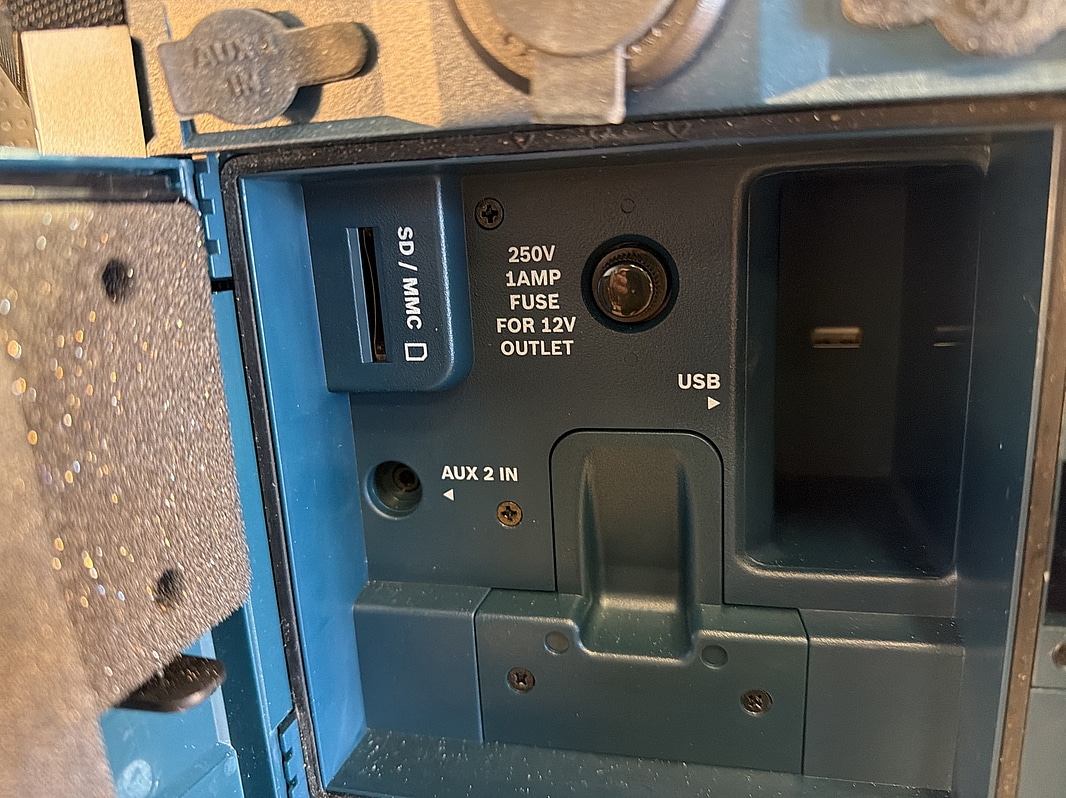 AUX 1
IN
SD / MMC
250V
1AMP
FUSE
FOR 12V
OUTLET
USB
AUX 2 IN